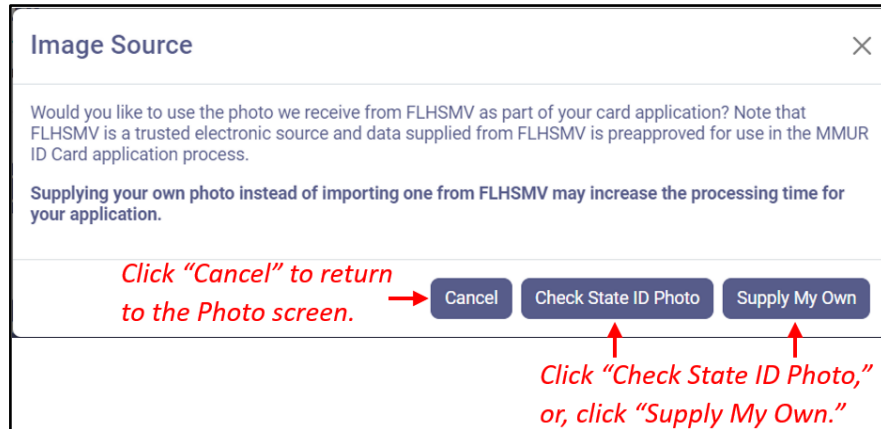 Image Source
Would you like to use the photo we receive from FLHSMV as part of your card application? Note that
FLHSMV is a trusted electronic source and data supplied from FLHSMV is preapproved for use in the MMUR
ID Card application process.
Supplying your own photo instead of importing one from FLHSMV may increase the processing time for
your application.
Click “Cancel” to return
to the Photo screen.
Cancel
Check State ID Photo
Supply My Own
Click “Check State ID Photo,”
or, click “Supply My Own.”